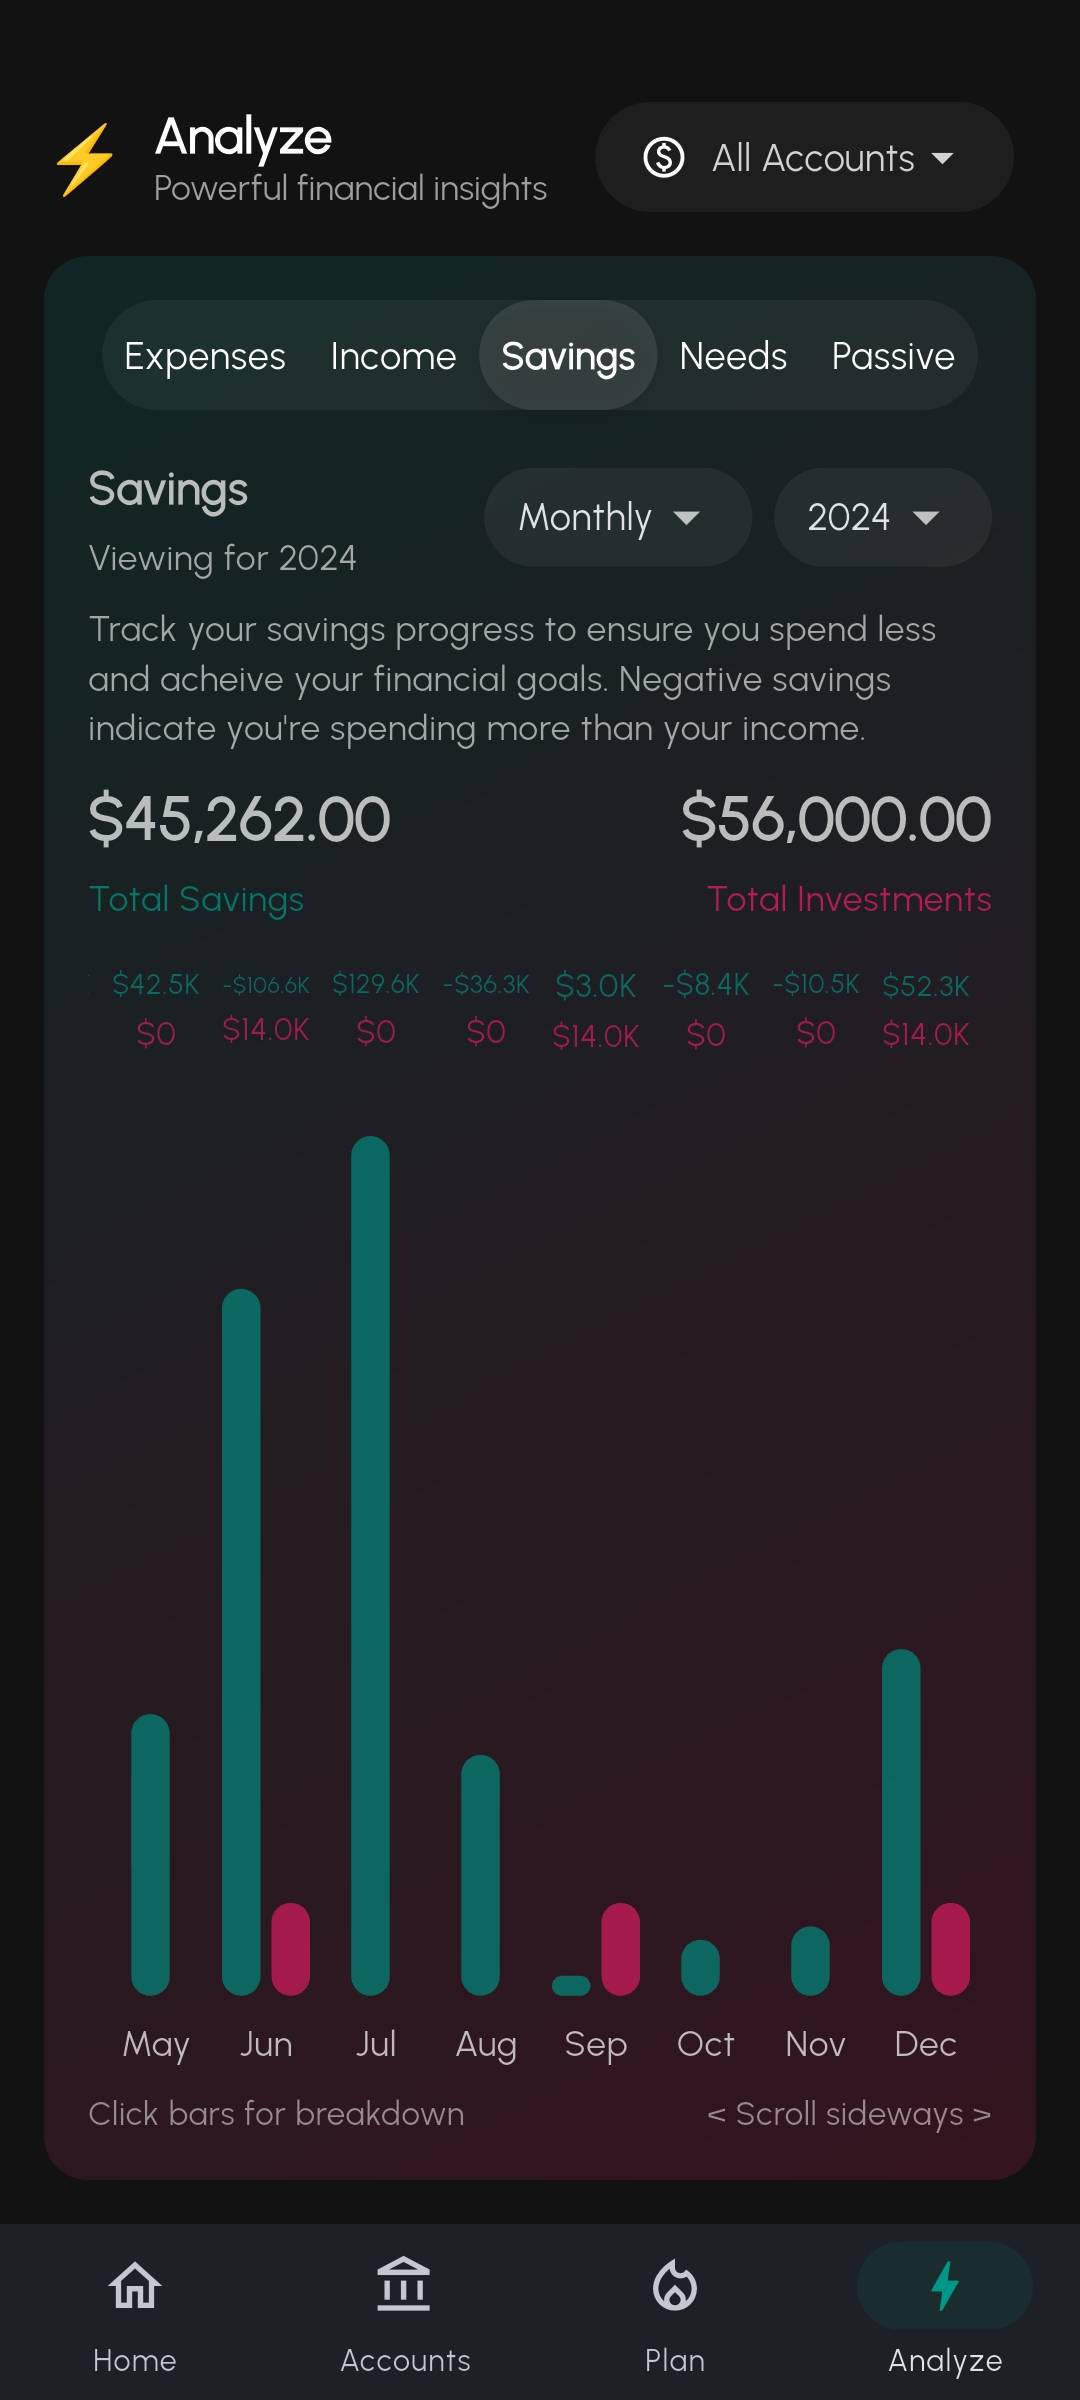 Analyze
Powerful financial insights
All Accounts
Expenses Income Savings Needs Passive
Savings
Viewing for 2024
Monthly
2024
Track your savings progress to ensure you spend less
and acheive your financial goals. Negative savings
indicate you're spending more than your income.
$45,262.00 $56,000.00
Total Savings Total Investments
$42.5K -$106.6K $129.6K -$36.3K $3.0K -$8.4K -$10.5K $52.3K
$0 $14.0K $0 $0 $14.0K $0 $0 $14.0K
May Jun Jul Aug Sep Oct Nov Dec
Click bars for breakdown < Scroll sideways >
Home Accounts Plan Analyze